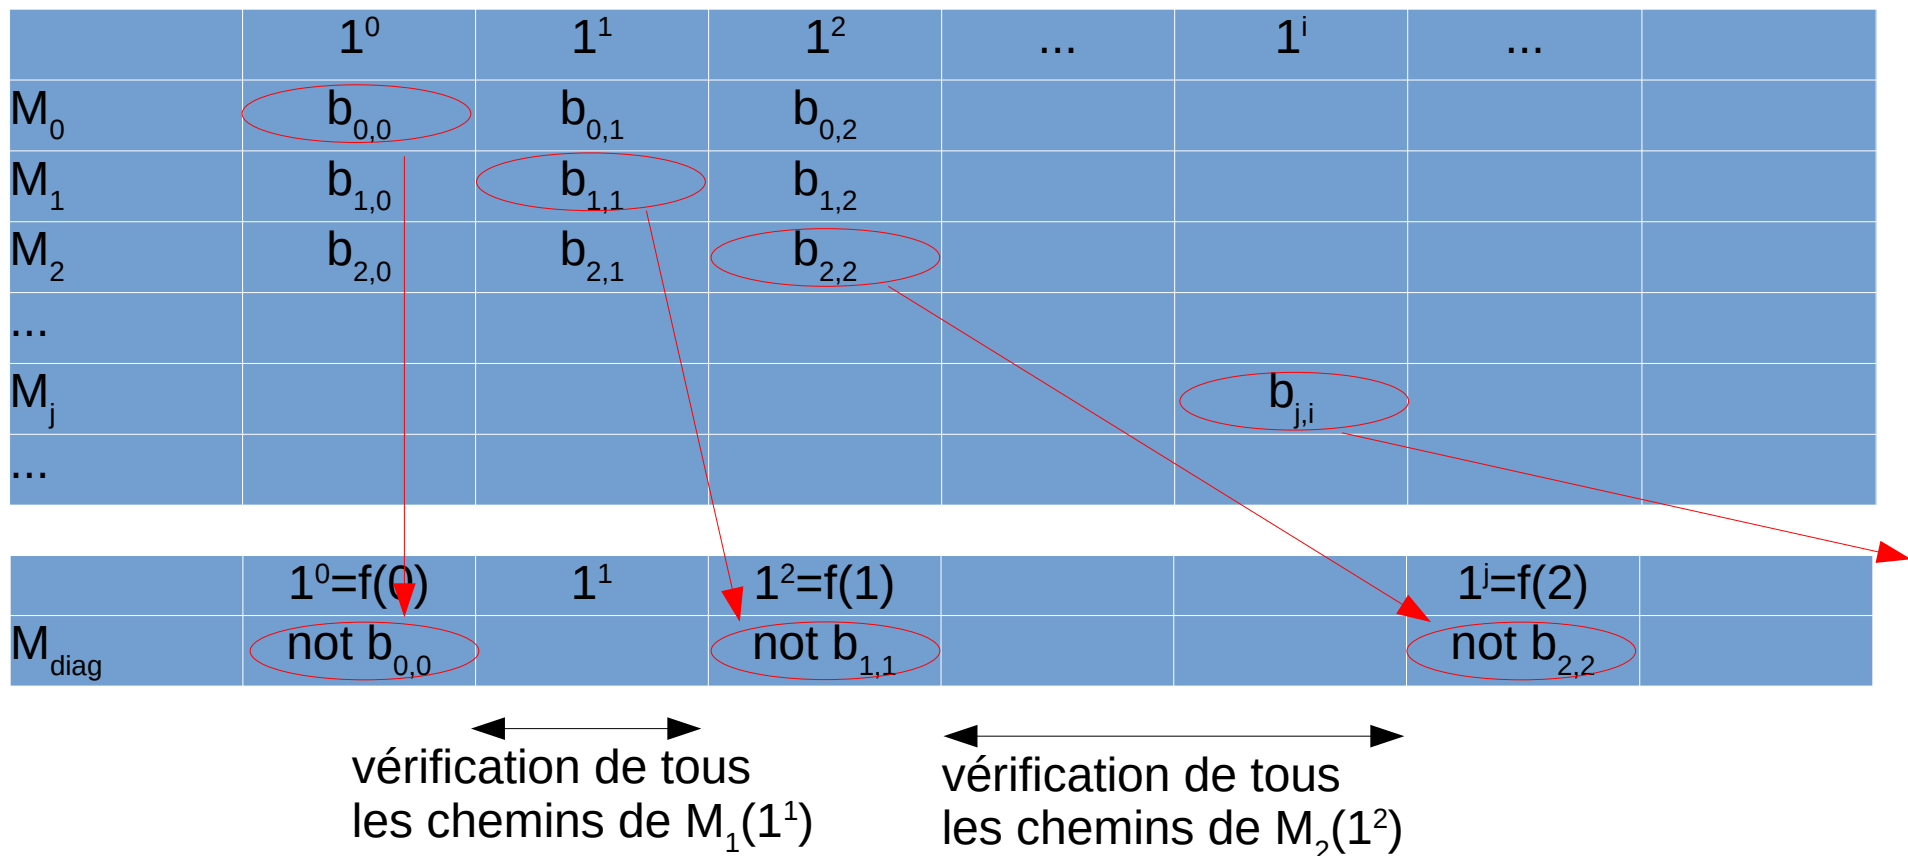 1⁰ 1¹ 1² ... 1ⁱ ...
M₀ b₀,₀ b₀,₁ b₀,₂
M₁ b₁,₀ b₁,₁ b₁,₂
M₂ b₂,₀ b₂,₁ b₂,₂
...
Mⱼ bⱼ,ᵢ
...
1⁰=f(0) 1¹ 1²=f(1) 1ʲ=f(2)
M_diag not b₀,₀ not b₁,₁ not b₂,₂
vérification de tous
les chemins de M₁(1¹)
vérification de tous
les chemins de M₂(1²)